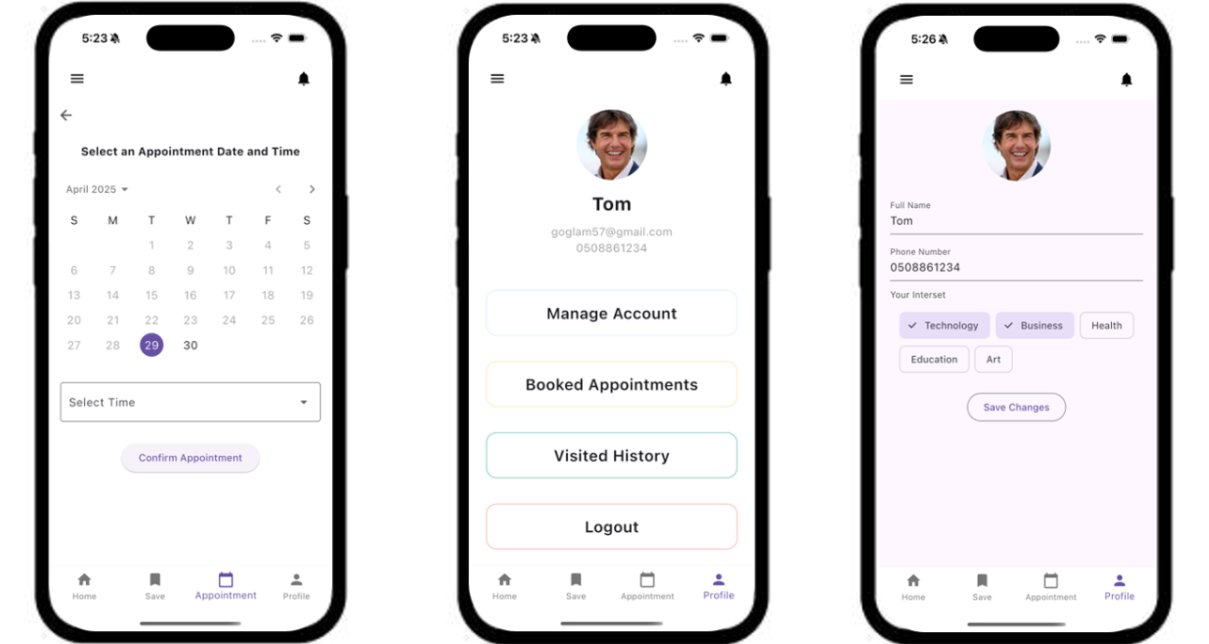 5:23
Select an Appointment Date and Time
April 2025
S M T W T F S
1 2 3 4 5
6 7 8 9 10 11 12
13 14 15 16 17 18 19
20 21 22 23 24 25 26
27 28 29 30
Select Time
Confirm Appointment
Home Save Appointment Profile
5:23
Tom
goglam57@gmail.com
0508861234
Manage Account
Booked Appointments
Visited History
Logout
Home Save Appointment Profile
5:26
Full Name
Tom
Phone Number
0508861234
Your Interset
Technology Business Health
Education Art
Save Changes
Home Save Appointment Profile